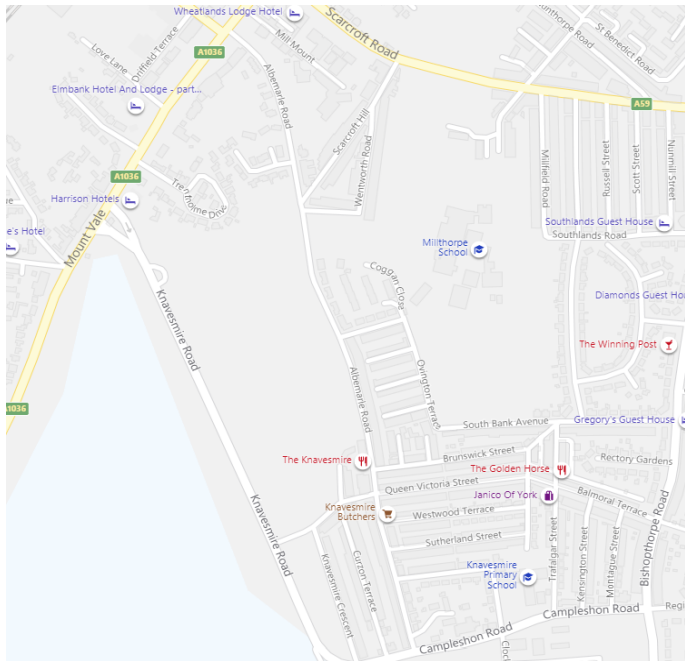 Wheatlands Lodge Hotel
Scarcroft Road
St Benedict Road
Love Lane
Driffield Terrace
A1036
Mill Mount
Albemarle Road
Elmbank Hotel And Lodge - part...
A59
Scarcroft Hill
Wentworth Road
Millfield Road
Russell Street
Scott Street
Nunmill Street
A1036
Trentholme Drive
Harrison Hotels
Mount Vale
e's Hotel
Southlands Guest House
Southlands Road
Millthorpe
School
Coggan Close
Knavesmire Road
Diamonds Guest Hou
The Winning Post
Albemarle Road
Ovington Terrace
A1036
South Bank Avenue
Gregory's Guest House
The Knavesmire
Brunswick Street
Rectory Gardens
The Golden Horse
Queen Victoria Street
Janico Of York
Balmoral Terrace
Knavesmire
Butchers
Westwood Terrace
Sutherland Street
Knavesmire Road
Trafalgar Street
Kensington Street
Montague Street
Bishopthorpe Road
Knavesmire Crescent
Curzon Terrace
Knavesmire
Primary
School
Campleshon Road
Campleshon Road
Regi
Cloc